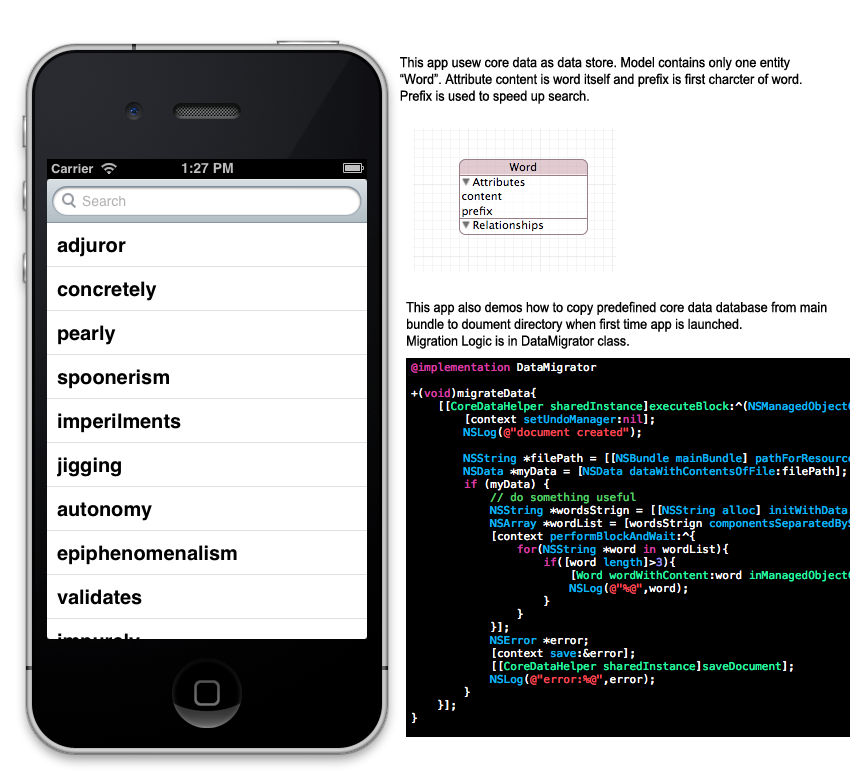 Carrier
1:27 PM
Search
adjuror
concretely
pearly
spoonerism
imperilments
jigging
autonomy
epiphenomenalism
validates
impurely
This app usew core data as data store. Model contains only one entity
“Word”. Attribute content is word itself and prefix is first charcter of word.
Prefix is used to speed up search.
Word
▼ Attributes
content
prefix
▼ Relationships
This app also demos how to copy predefined core data database from main
bundle to doument directory when first time app is launched.
Migration Logic is in DataMigrator class.
@implementation DataMigrator
+(void)migrateData{
[[CoreDataHelper sharedInstance]executeBlock:^(NSManagedObject
[context setUndoManager:nil];
NSLog(@"document created");
NSString *filePath = [[NSBundle mainBundle] pathForResource
NSData *myData = [NSData dataWithContentsOfFile:filePath];
if (myData) {
// do something useful
NSString *wordsStrign = [[NSString alloc] initWithData
NSArray *wordList = [wordsStrign componentsSeparatedByS
[context performBlockAndWait:^{
for(NSString *word in wordList){
if([word length]>3){
[Word wordWithContent:word inManagedObject
NSLog(@"%@",word);
}
}
}];
NSError *error;
[context save:&error];
[[CoreDataHelper sharedInstance]saveDocument];
NSLog(@"error:%@",error);
}
}];
}